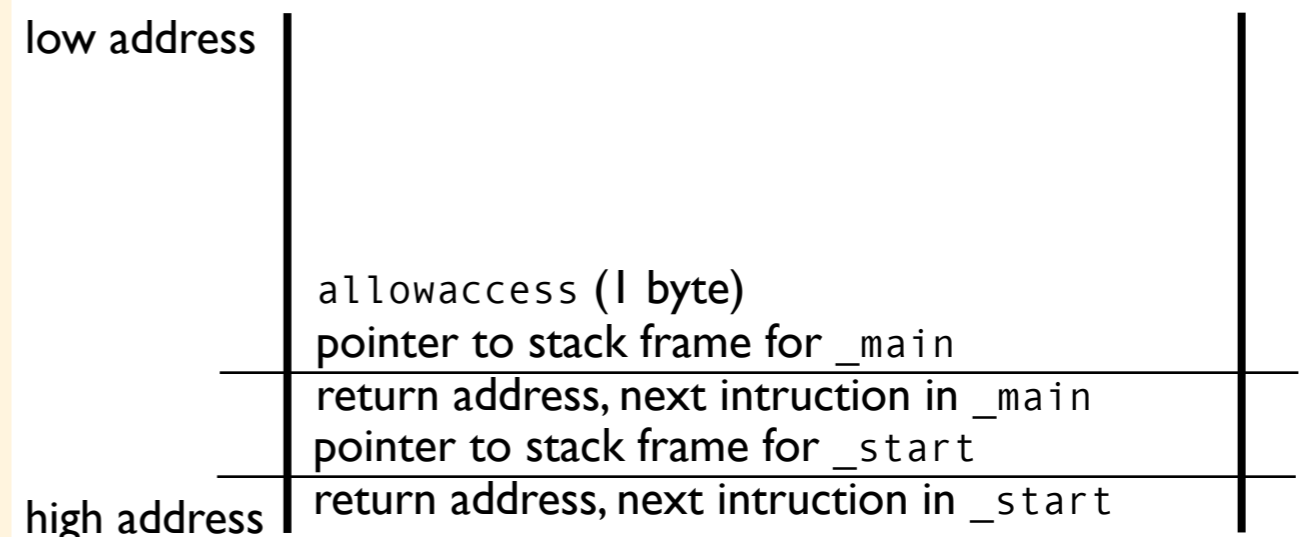 low address
allowaccess (1 byte)
pointer to stack frame for _main
return address, next intruction in _main
pointer to stack frame for _start
return address, next intruction in _start
high address